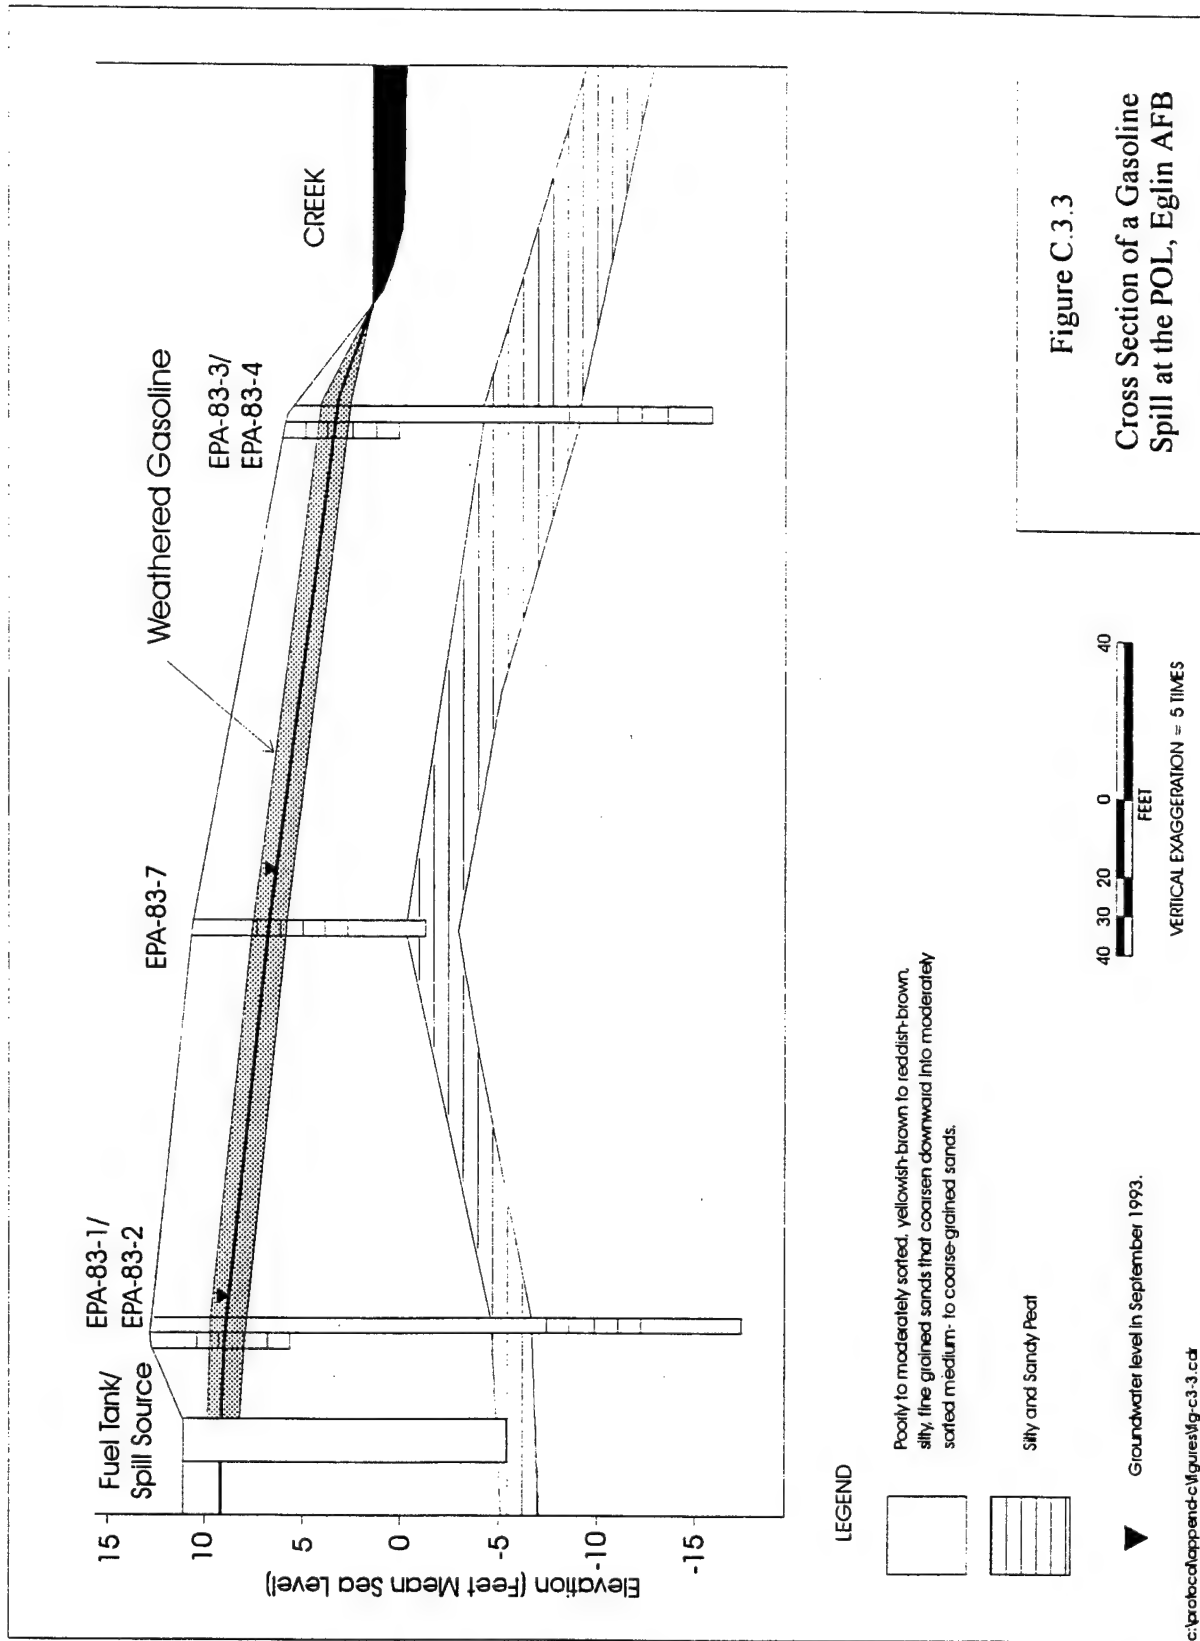 Fuel Tank/
Spill Source
EPA-83-1/
EPA-83-2
EPA-83-7
Weathered Gasoline
EPA-83-3/
EPA-83-4
CREEK
Elevation (Feet Mean Sea Level)
15
10
5
0
-5
-10
-15
LEGEND
Poorly to moderately sorted, yellowish-brown to reddish-brown,
silty, fine grained sands that coarsen downward into moderately
sorted medium- to coarse-grained sands.
Silty and Sandy Peat
Groundwater level in September 1993.
40 30 20 0 40
FEET
VERTICAL EXAGGERATION = 5 TIMES
Figure C.3.3
Cross Section of a Gasoline
Spill at the POL, Eglin AFB
c:\protocol\append-c\figures\fig-c3-3.cdr